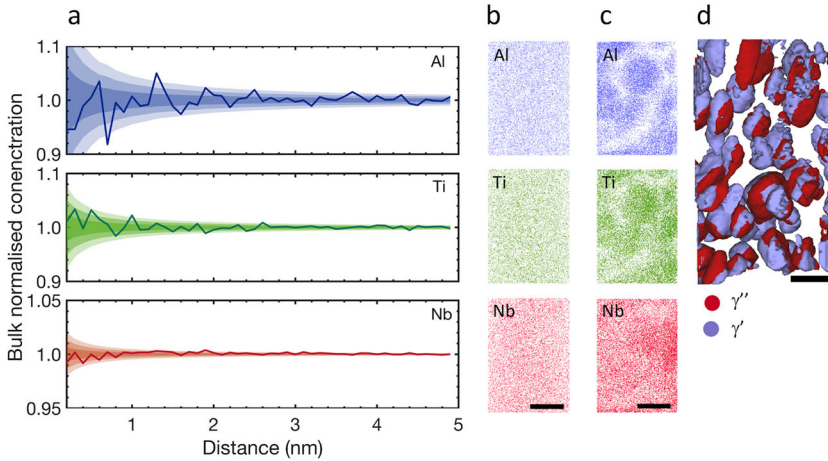 a
b
c
d
1.1
1.0
0.9
Al
1.1
1.0
0.9
Ti
1.05
1.0
0.95
Nb
1
2
3
4
5
Distance (nm)
Bulk normalised conenctration
Al
Ti
Nb
Al
Ti
Nb
γ’’
γ’